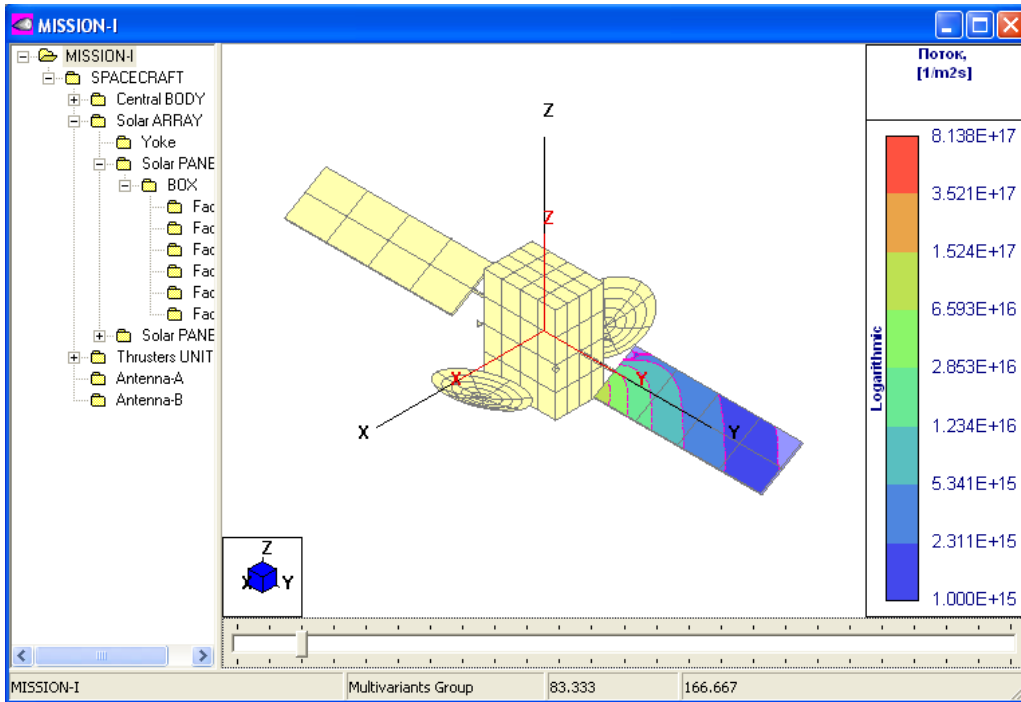 MISSION-I
MISSION-I
SPACECRAFT
Central BODY
Solar ARRAY
Yoke
Solar PANE
BOX
Fac
Fac
Fac
Fac
Fac
Fac
Solar PANE
Thrusters UNIT
Antenna-A
Antenna-B
Z
Z
X
Y
X
Y
Z
X
Y
Поток,
[1/m2s]
Logarithmic
8.138E+17
3.521E+17
1.524E+17
6.593E+16
2.853E+16
1.234E+16
5.341E+15
2.311E+15
1.000E+15
MISSION-I
Multivariants Group
83.333
166.667